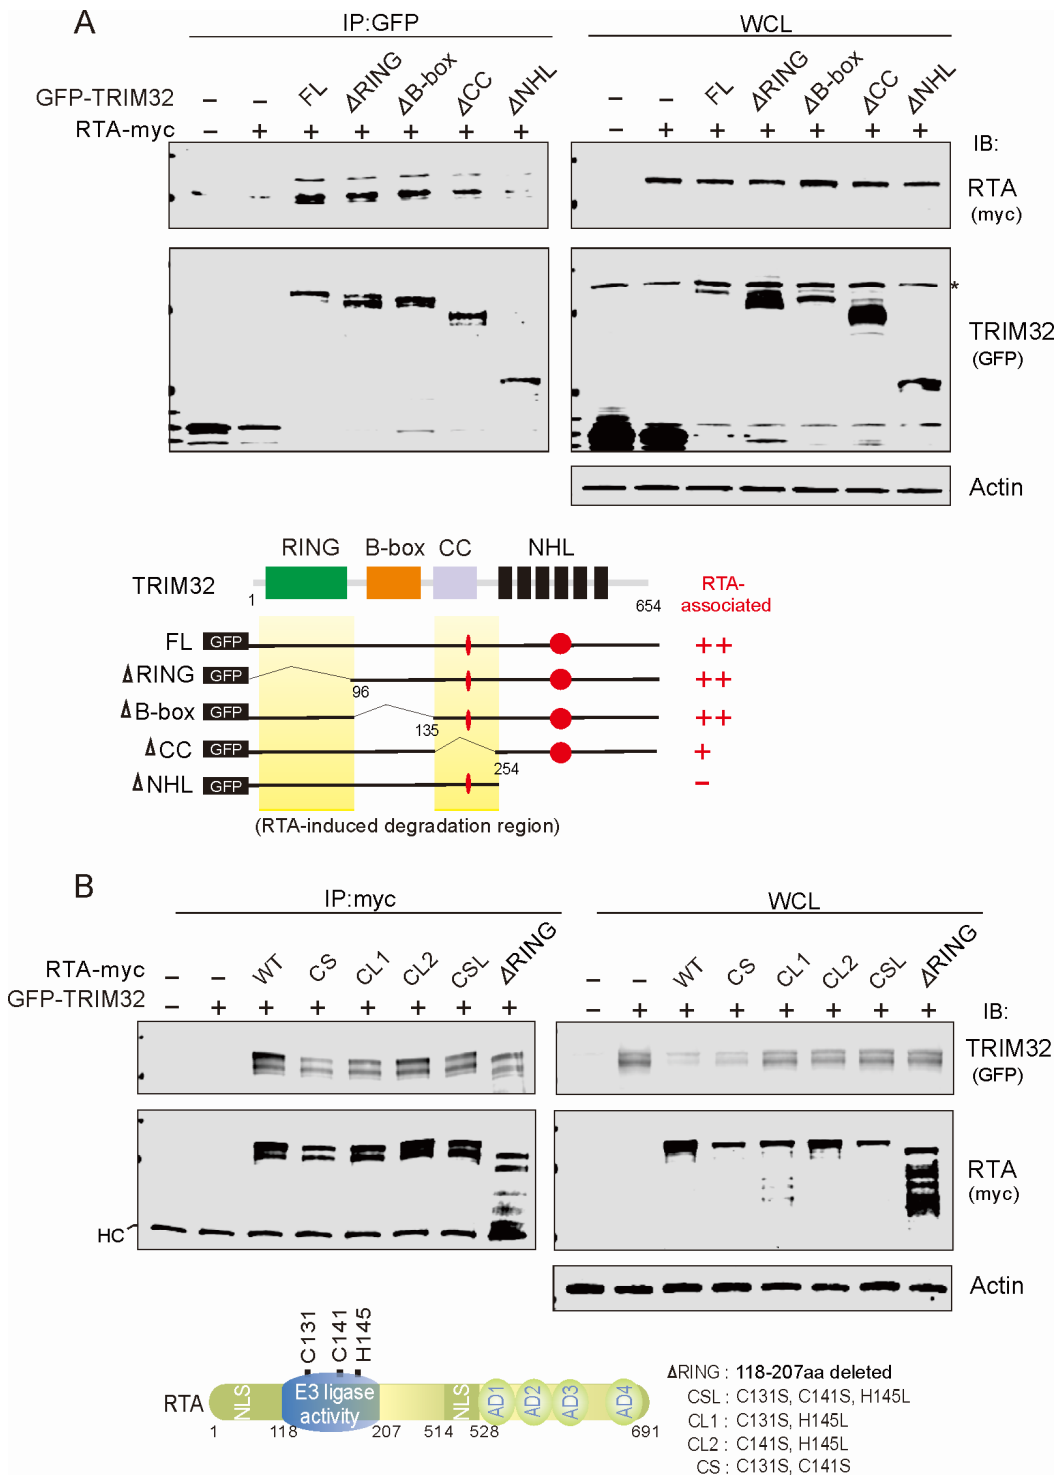 A
IP:GFP
WCL
GFP-TRIM32 – – FL ΔRING ΔB-box ΔCC ΔNHL – – FL ΔRING ΔB-box ΔCC ΔNHL
RTA-myc – + + + + + + – + + + + + +
IB:
RTA
(myc)
*
TRIM32
(GFP)
Actin
RING B-box CC NHL
TRIM32
1
654
RTA-
associated
FL GFP ++
ΔRING GFP ++
96
ΔB-box GFP ++
135
ΔCC GFP +
254
ΔNHL GFP –
(RTA-induced degradation region)
B
IP:myc
WCL
RTA-myc – – WT CS CL1 CL2 CSL ΔRING – – WT CS CL1 CL2 CSL ΔRING
GFP-TRIM32 – + + + + + + + – + + + + + + +
IB:
TRIM32
(GFP)
RTA
(myc)
HC
Actin
C131 C141 H145
RTA NLS E3 ligase activity NLS AD1 AD2 AD3 AD4
1 118 207 514 528 691
ΔRING : 118-207aa deleted
CSL : C131S, C141S, H145L
CL1 : C131S, H145L
CL2 : C141S, H145L
CS : C131S, C141S